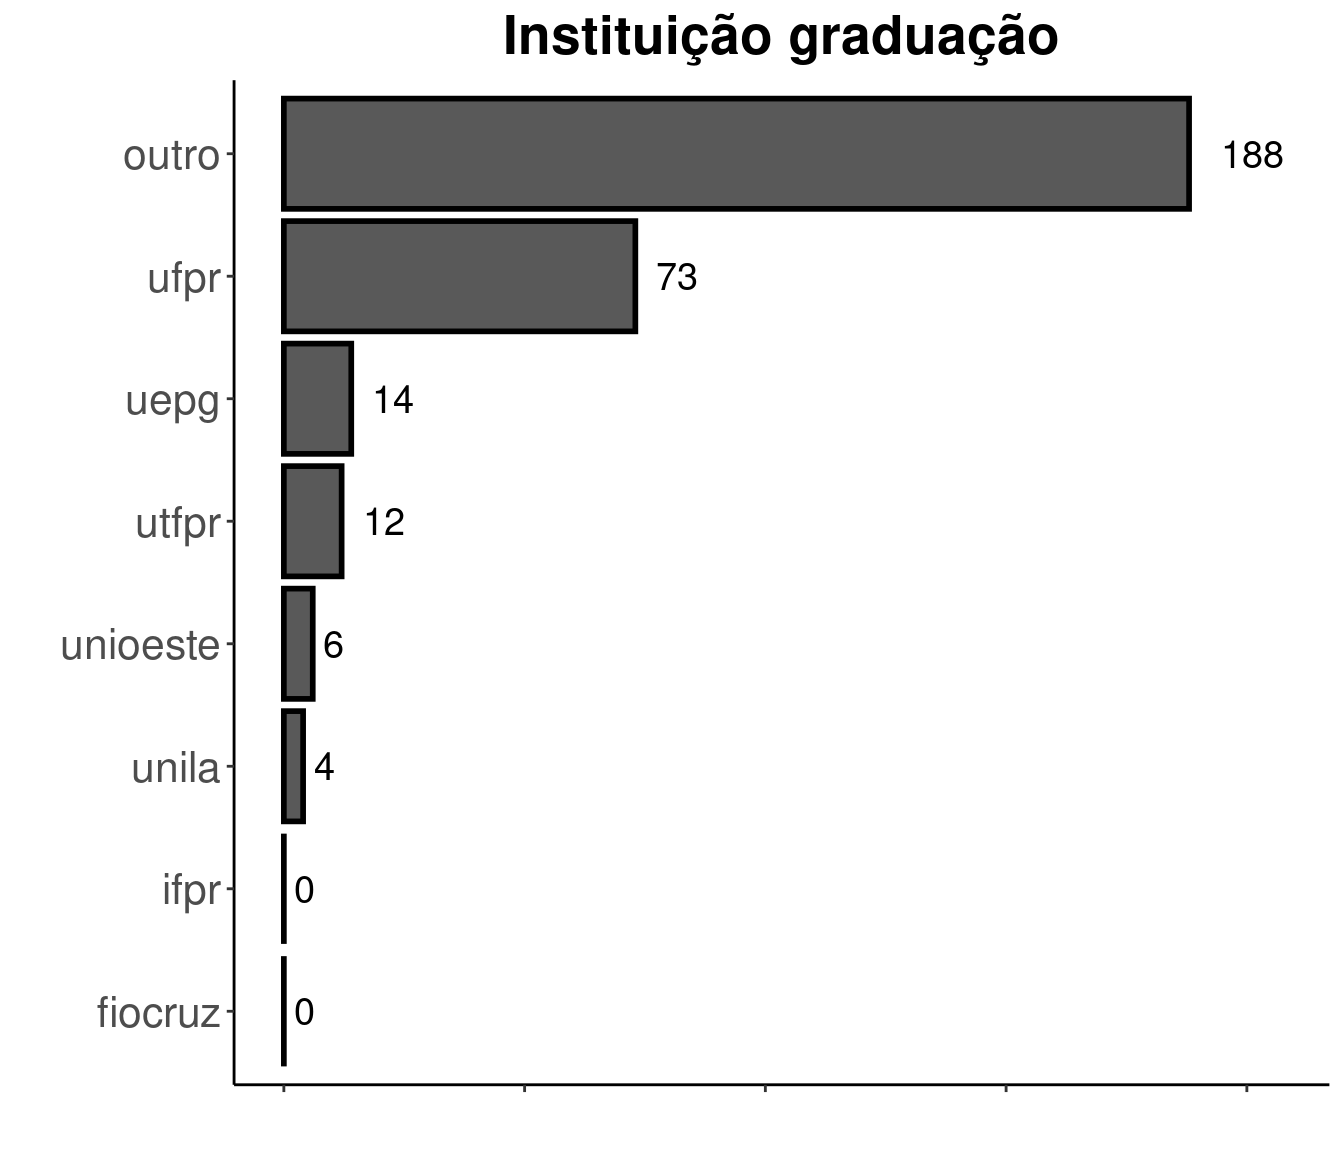 Instituição graduação
outro 188
ufpr 73
uepg 14
utfpr 12
unioeste 6
unila 4
ifpr 0
fiocruz 0